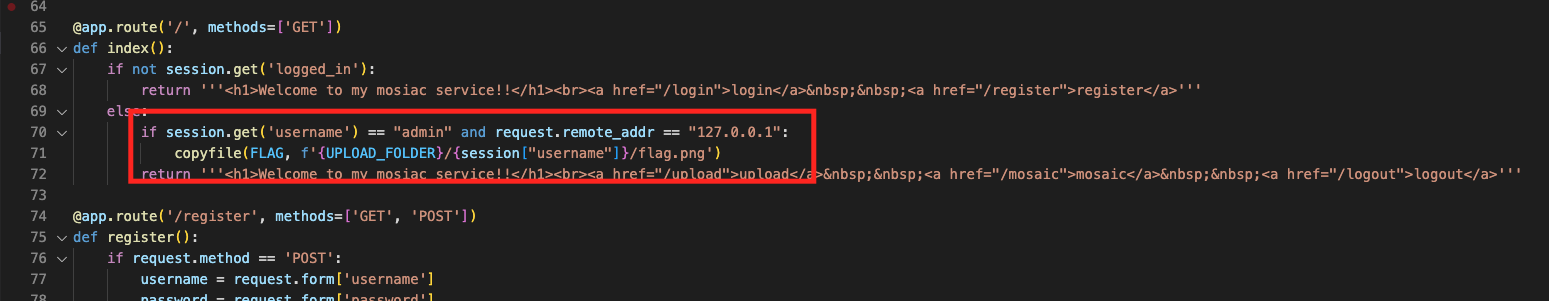 64
65 @app.route('/', methods=['GET'])
66 def index():
67 if not session.get('logged_in'):
68 return '''<h1>Welcome to my mosiac service!!</h1><br><a href="/login">login</a>&nbsp;&nbsp;<a href="/register">register</a>'''
69 else:
70 if session.get('username') == "admin" and request.remote_addr == "127.0.0.1":
71 copyfile(FLAG, f'{UPLOAD_FOLDER}/{session["username"]}/flag.png')
72 return '''<h1>Welcome to my mosiac service!!</h1><br><a href="/upload">upload</a>&nbsp;&nbsp;<a href="/mosaic">mosaic</a>&nbsp;&nbsp;<a href="/logout">logout</a>'''
73
74 @app.route('/register', methods=['GET', 'POST'])
75 def register():
76 if request.method == 'POST':
77 username = request.form['username']
78 password = request.form['password']